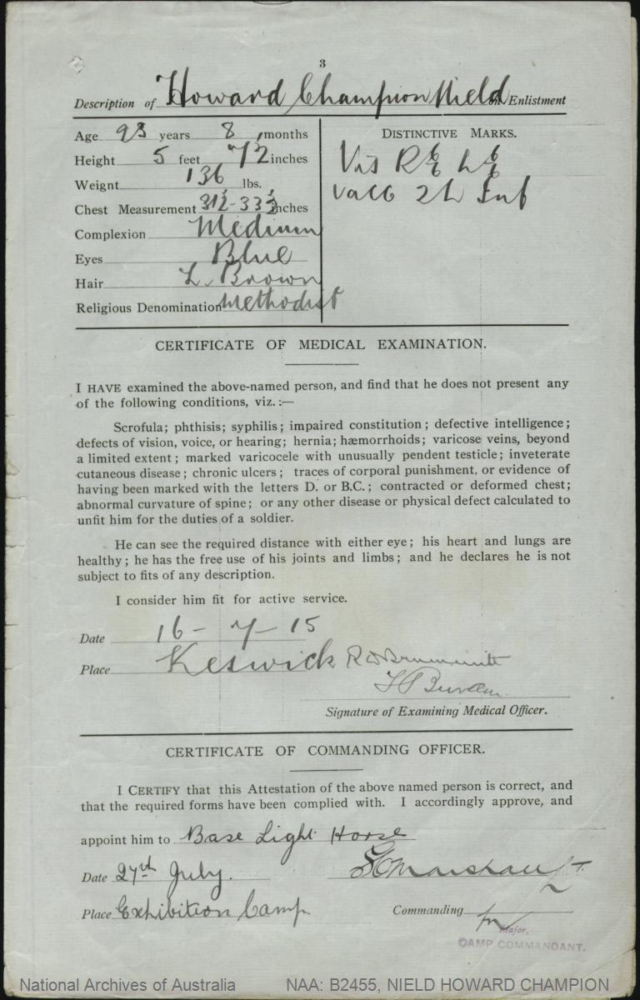 3
Description of Howard Champion Nield on Enlistment
Age 23 years 8 months
Height 5 feet 7½ inches
Weight 136 lbs.
Chest Measurement 31½-33½ inches
Complexion Medium
Eyes Blue
Hair L. Brown
Religious Denomination Methodist
DISTINCTIVE MARKS.
Vis R 6/6 L 6/6
Vacc 2 L Inf
CERTIFICATE OF MEDICAL EXAMINATION.
I HAVE examined the above-named person, and find that he does not present any
of the following conditions, viz.:—
Scrofula; phthisis; syphilis; impaired constitution; defective intelligence;
defects of vision, voice, or hearing; hernia; hæmorrhoids; varicose veins, beyond
a limited extent; marked varicocele with unusually pendent testicle; inveterate
cutaneous disease; chronic ulcers; traces of corporal punishment, or evidence of
having been marked with the letters D. or B.C.; contracted or deformed chest;
abnormal curvature of spine; or any other disease or physical defect calculated to
unfit him for the duties of a soldier.
He can see the required distance with either eye; his heart and lungs are
healthy; he has the free use of his joints and limbs; and he declares he is not
subject to fits of any description.
I consider him fit for active service.
Date 16-7-15
Place Keswick
Signature of Examining Medical Officer.
CERTIFICATE OF COMMANDING OFFICER.
I CERTIFY that this Attestation of the above named person is correct, and
that the required forms have been complied with. I accordingly approve, and
appoint him to Base Light Horse
Date 27th July.
Place Exhibition Camp
Commanding
for Major,
CAMP COMMANDANT.
National Archives of Australia NAA: B2455, NIELD HOWARD CHAMPION